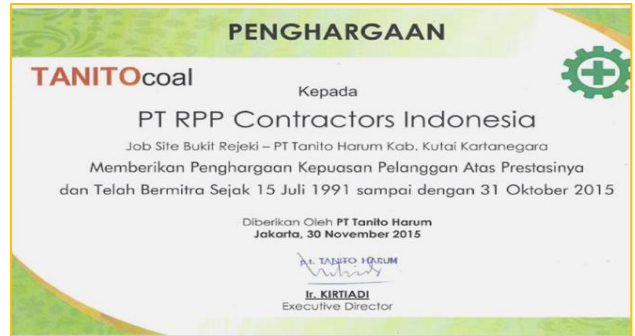 PENGHARGAAN
TANITOcoal
Kepada
PT RPP Contractors Indonesia
Job Site Bukit Rejeki – PT Tanito Harum Kab. Kutai Kartanegara
Memberikan Penghargaan Kepuasan Pelanggan Atas Prestasinya
dan Telah Bermitra Sejak 15 Juli 1991 sampai dengan 31 Oktober 2015
Diberikan Oleh PT Tanito Harum
Jakarta, 30 November 2015
Pt. TANITO HARUM
Ir. KIRTIADI
Executive Director